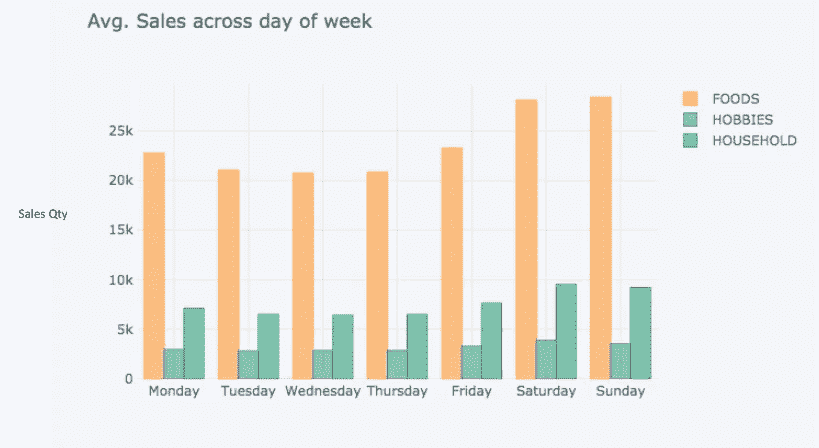 Avg. Sales across day of week
FOODS
HOBBIES
HOUSEHOLD
25k
20k
Sales Qty
15k
10k
5k
0
Monday Tuesday Wednesday Thursday Friday Saturday Sunday